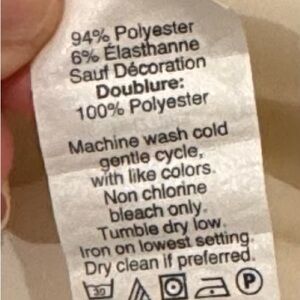 94% Polyester
6% Élasthanne
Sauf Décoration
Doublure:
100% Polyester
Machine wash cold
gentle cycle,
with like colors.
Non chlorine
bleach only.
Tumble dry low.
Iron on lowest setting.
Dry clean if preferred.
30 P